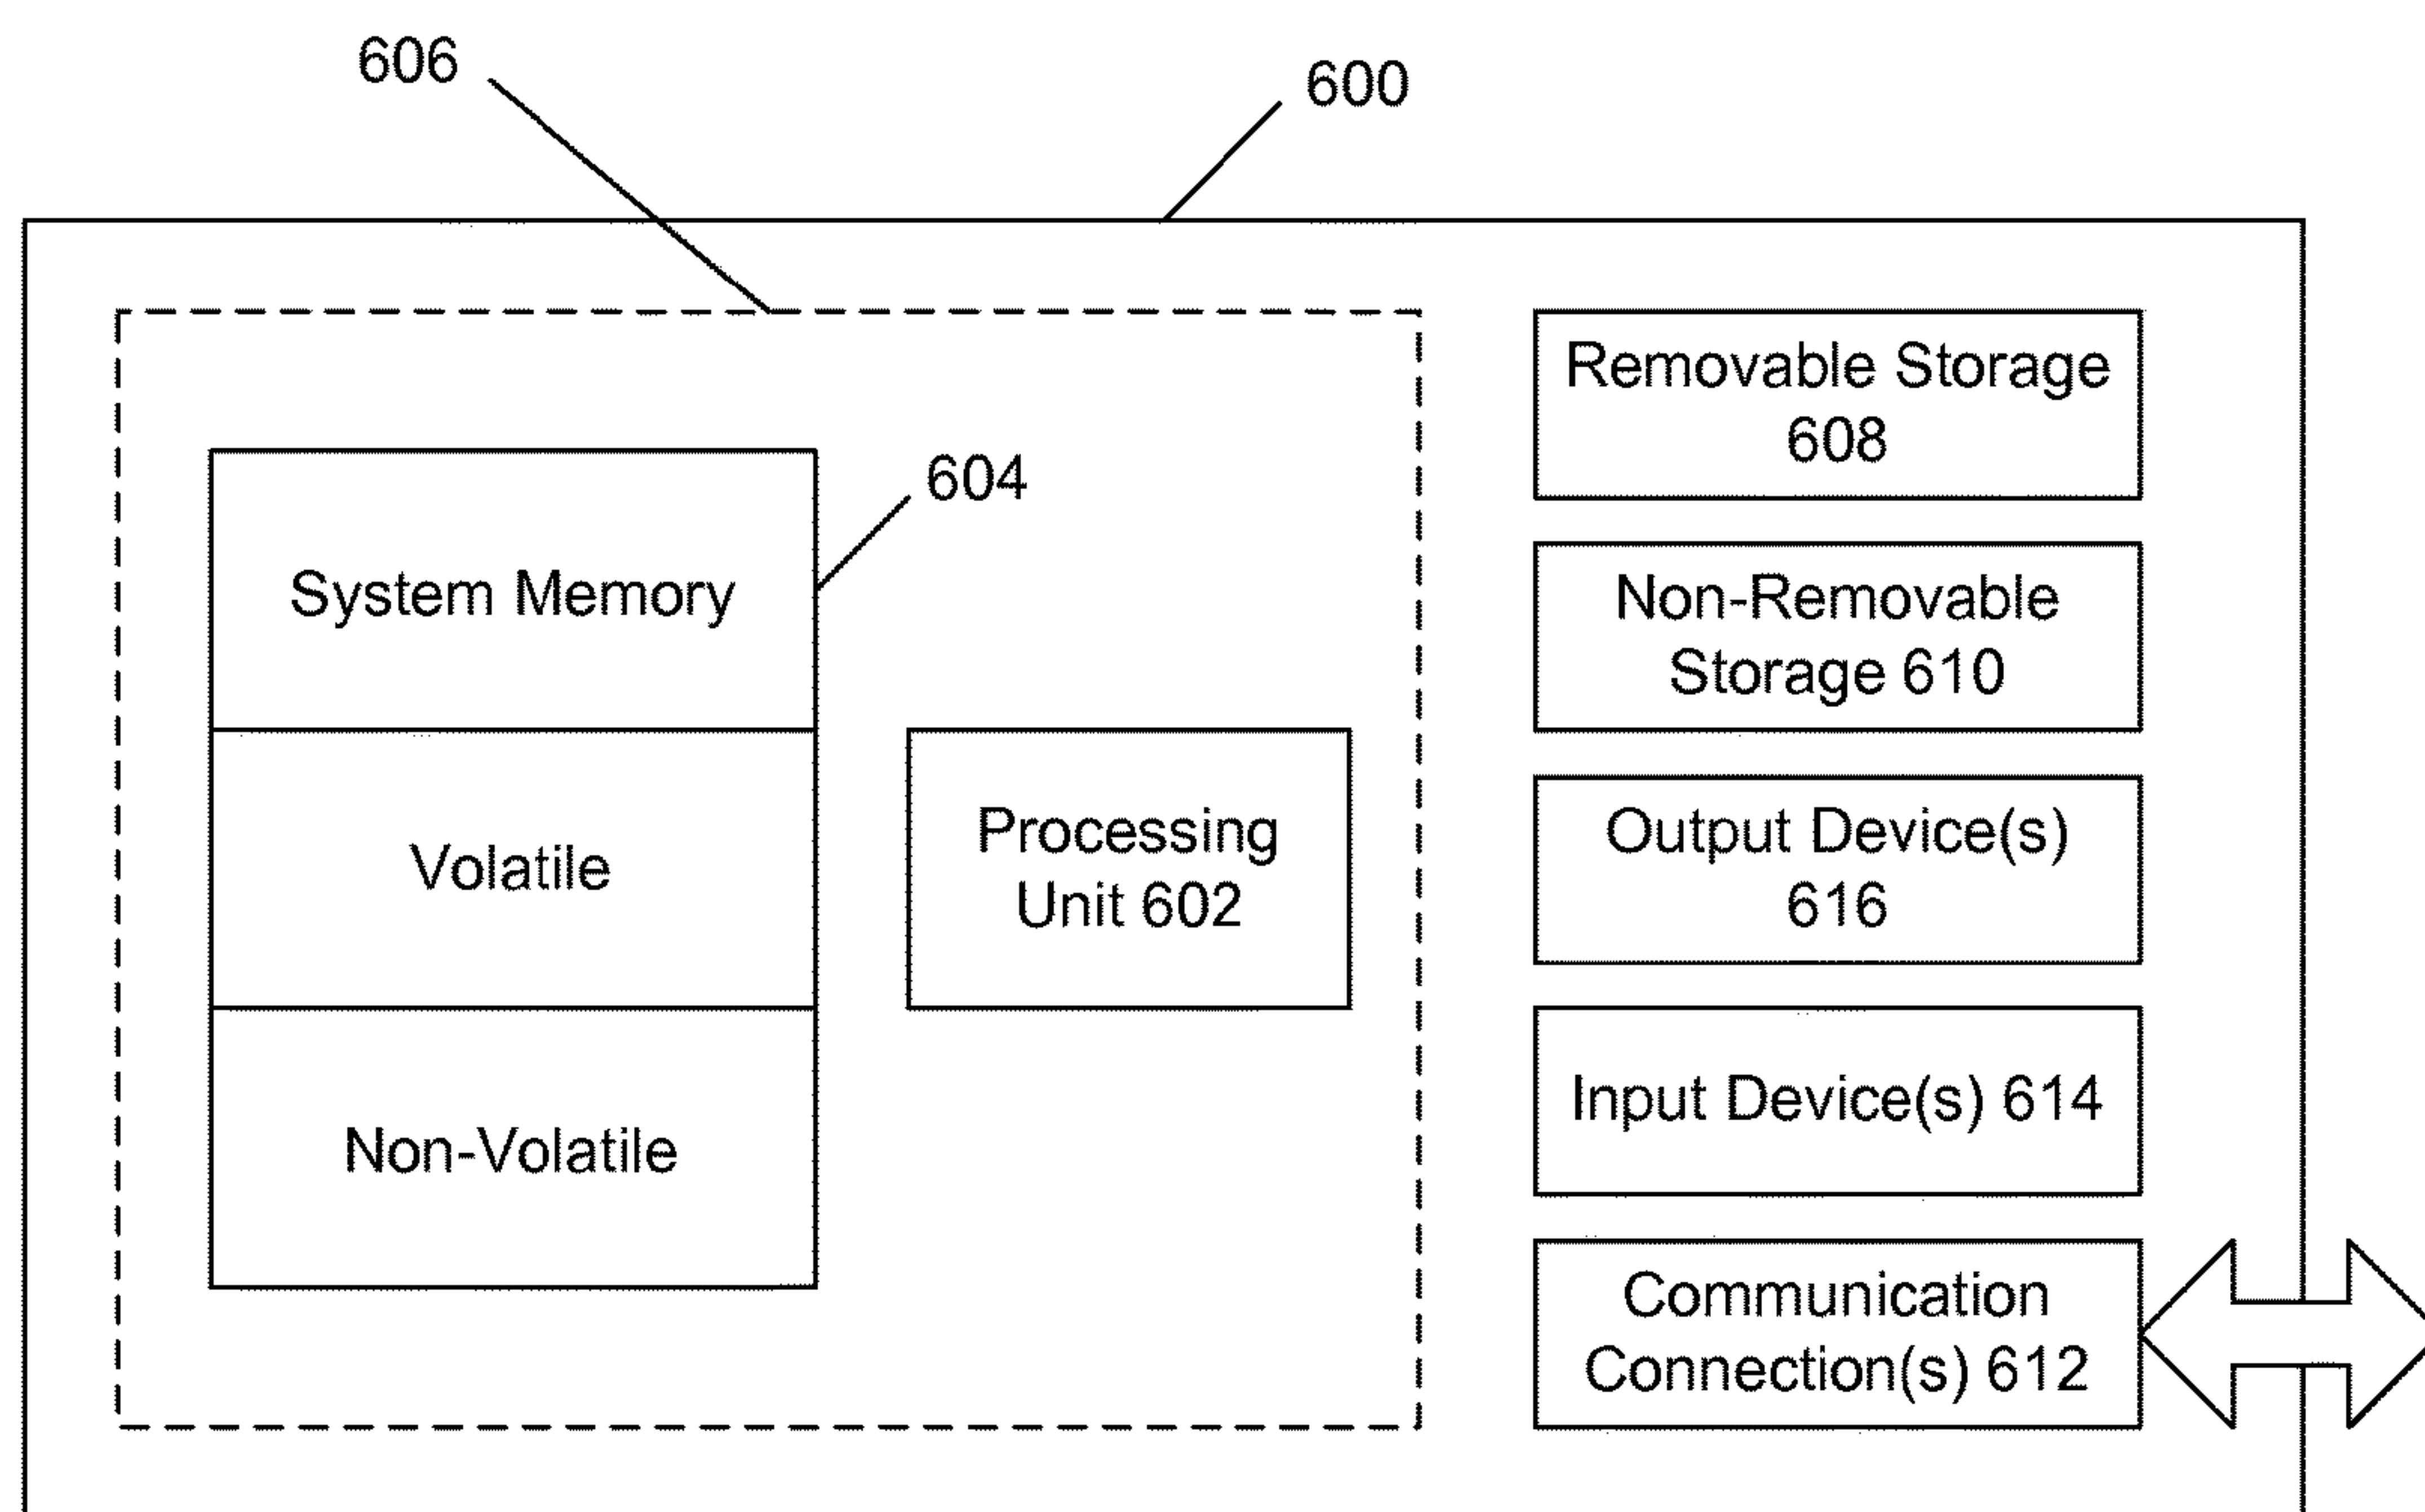 606
600
Removable Storage
608
604
System Memory
Non-Removable
Storage 610
Volatile
Processing
Unit 602
Output Device(s)
616
Non-Volatile
Input Device(s) 614
Communication
Connection(s) 612